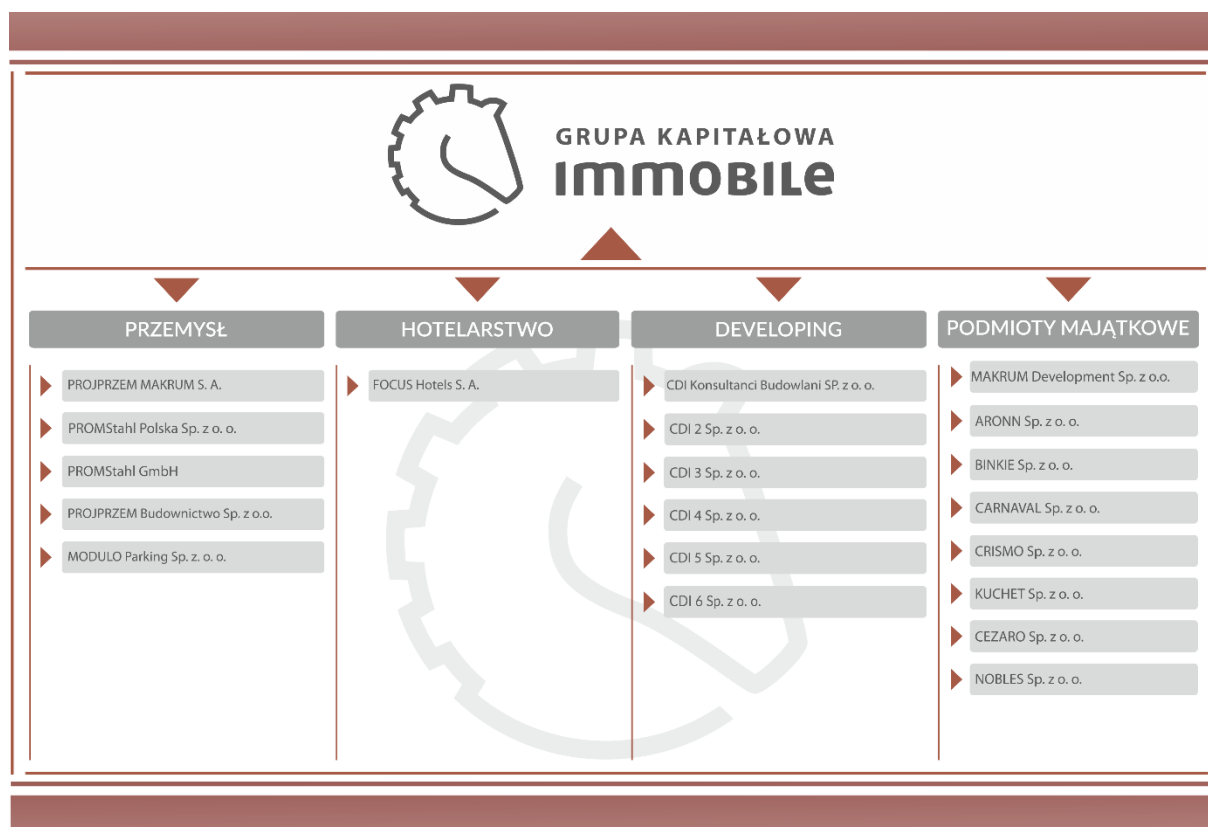 GRUPA KAPITAŁOWA
IMMOBILE
PRZEMYSŁ
PROJPRZEM MAKRUM S. A.
PROMStahl Polska Sp. z o. o.
PROMStahl GmbH
PROJPRZEM Budownictwo Sp. z o.o.
MODULO Parking Sp. z. o. o.
HOTELARSTWO
FOCUS Hotels S. A.
DEVELOPING
CDI Konsultanci Budowlani SP. z o. o.
CDI 2 Sp. z o. o.
CDI 3 Sp. z o. o.
CDI 4 Sp. z o. o.
CDI 5 Sp. z o. o.
CDI 6 Sp. z o. o.
PODMIOTY MAJĄTKOWE
MAKRUM Development Sp. z o.o.
ARONN Sp. z o. o.
BINKIE Sp. z o. o.
CARNAVAL Sp. z o. o.
CRISMO Sp. z o. o.
KUCHET Sp. z o. o.
CEZARO Sp. z o. o.
NOBLES Sp. z o. o.